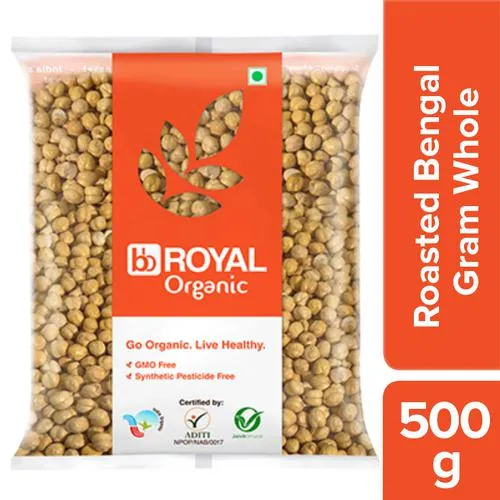 bb ROYAL
Organic
Go Organic. Live Healthy.
✓ GMO Free
✓ Synthetic Pesticide Free
Certified by:
ADITI
NPOP/NAB/0017
Jaivik Bharat
Roasted Bengal
Gram Whole
500
g